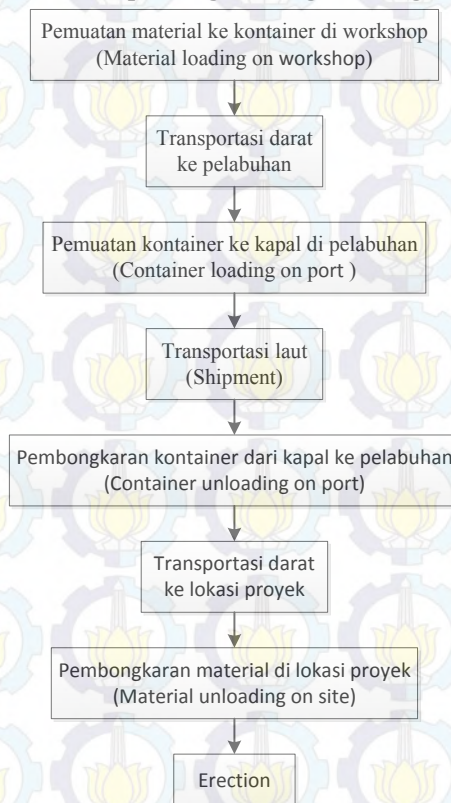 Pemuatan material ke kontainer di workshop
(Material loading on workshop)
Transportasi darat
ke pelabuhan
Pemuatan kontainer ke kapal di pelabuhan
(Container loading on port )
Transportasi laut
(Shipment)
Pembongkaran kontainer dari kapal ke pelabuhan
(Container unloading on port)
Transportasi darat
ke lokasi proyek
Pembongkaran material di lokasi proyek
(Material unloading on site)
Erection